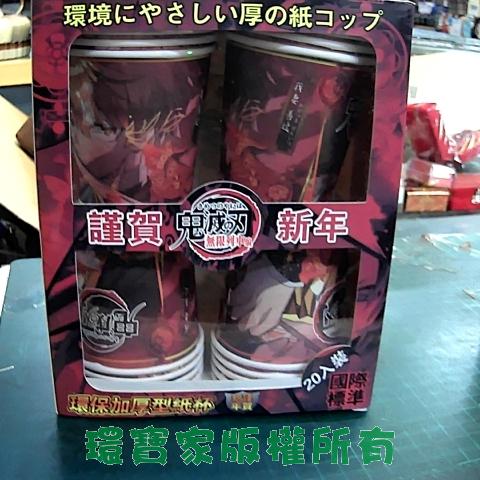 環境にやさしい厚の紙コップ
謹賀
鬼滅刃
無限列車編
新年
20入裝
國際
標準
環保加厚型紙杯
環寶家版權所有